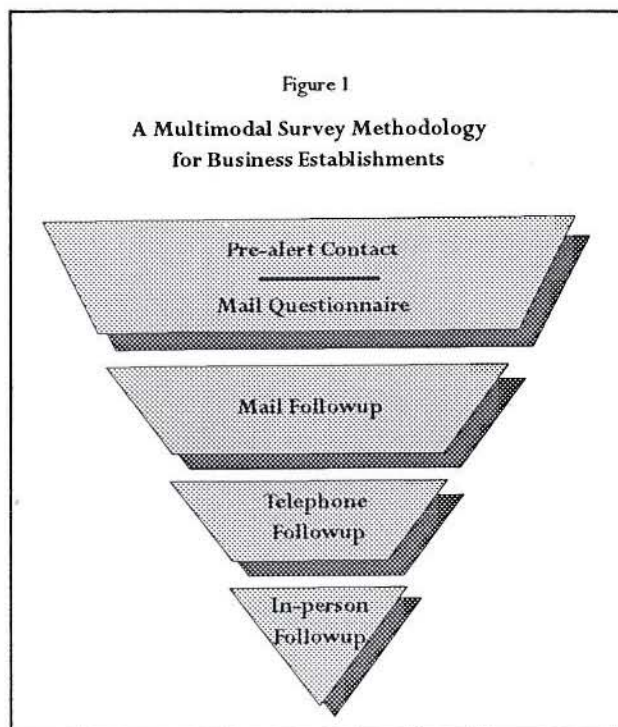 Figure 1
A Multimodal Survey Methodology
for Business Establishments
Pre-alert Contact
Mail Questionnaire
Mail Followup
Telephone
Followup
In-person
Followup